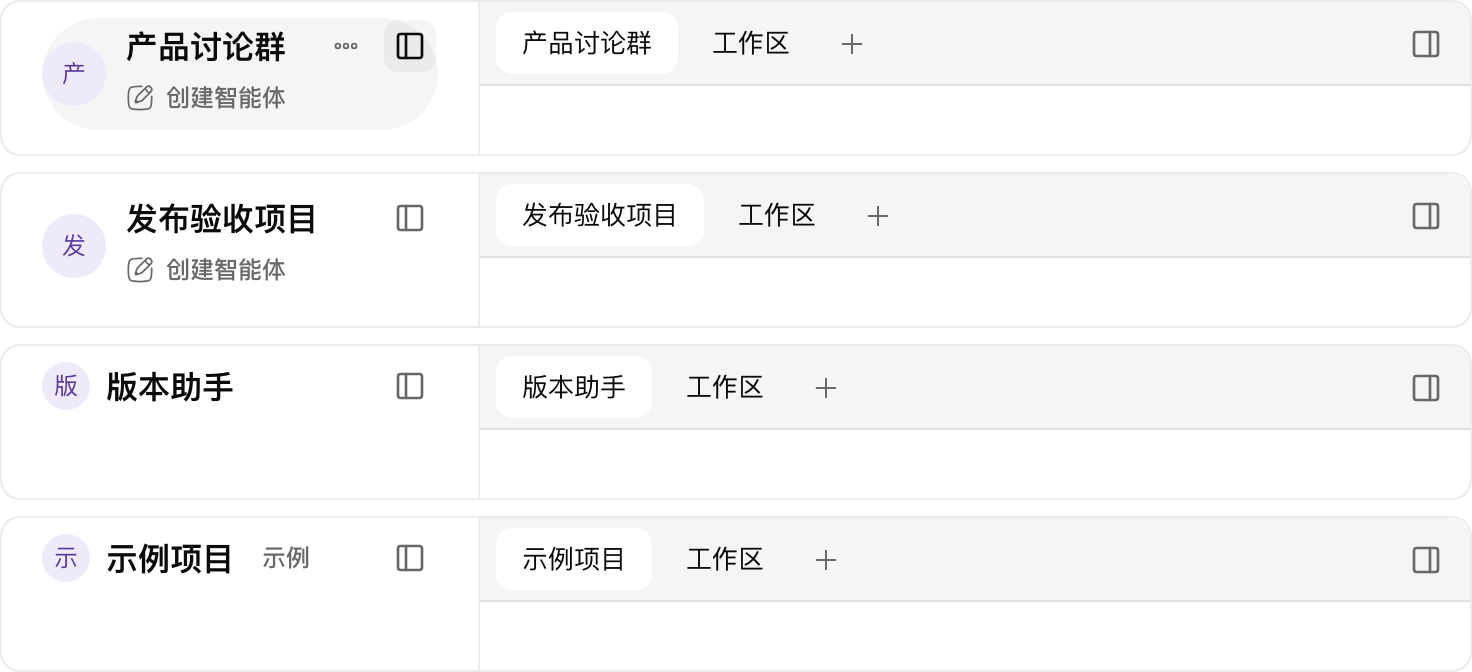 产 产品讨论群
创建智能体
产品讨论群 工作区
发 发布验收项目
创建智能体
发布验收项目 工作区
版 版本助手
版本助手 工作区
示 示例项目 示例
示例项目 工作区